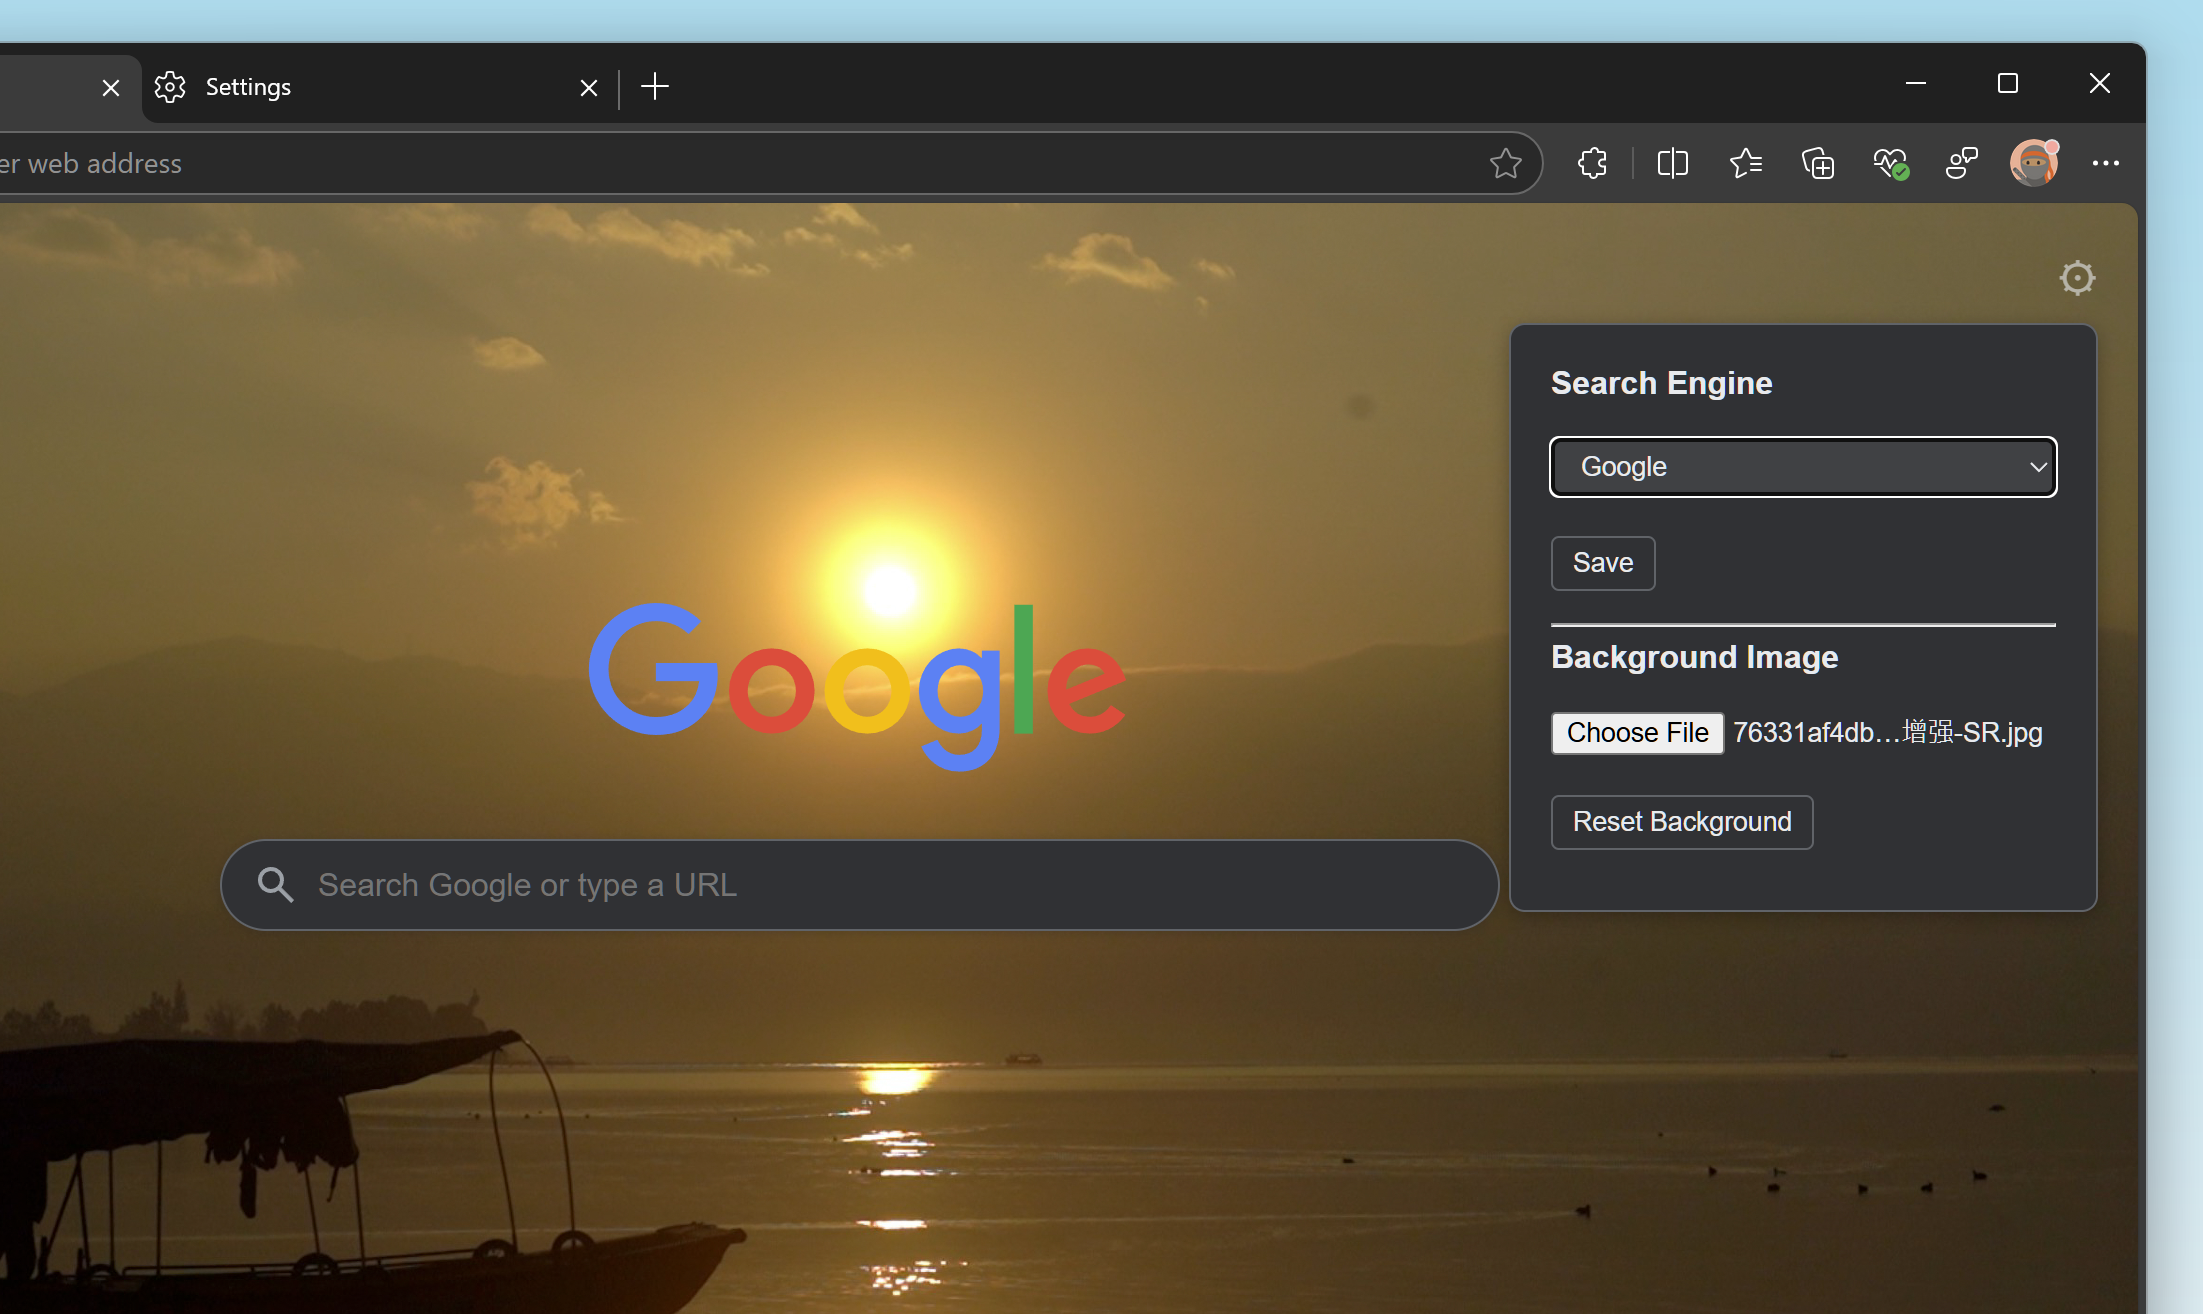 Settings
er web address
Search Engine
Google
Save
Background Image
Choose File 76331af4db…增强-SR.jpg
Reset Background
Google
Search Google or type a URL